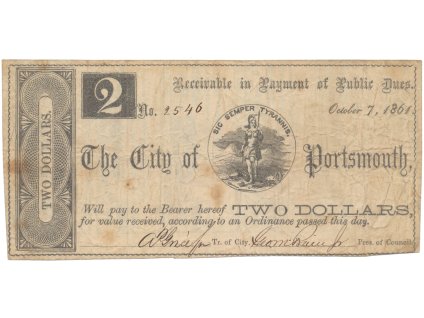 Receivable in Payment of Public Dues.
2
No. 2546
October 7, 1861.
SIC SEMPER TYRANNIS.
TWO DOLLARS.
The City of Portsmouth,
Will pay to the Bearer hereof TWO DOLLARS,
for value received, according to an Ordinance passed this day.
Tr. of City.
Pres. of Council.